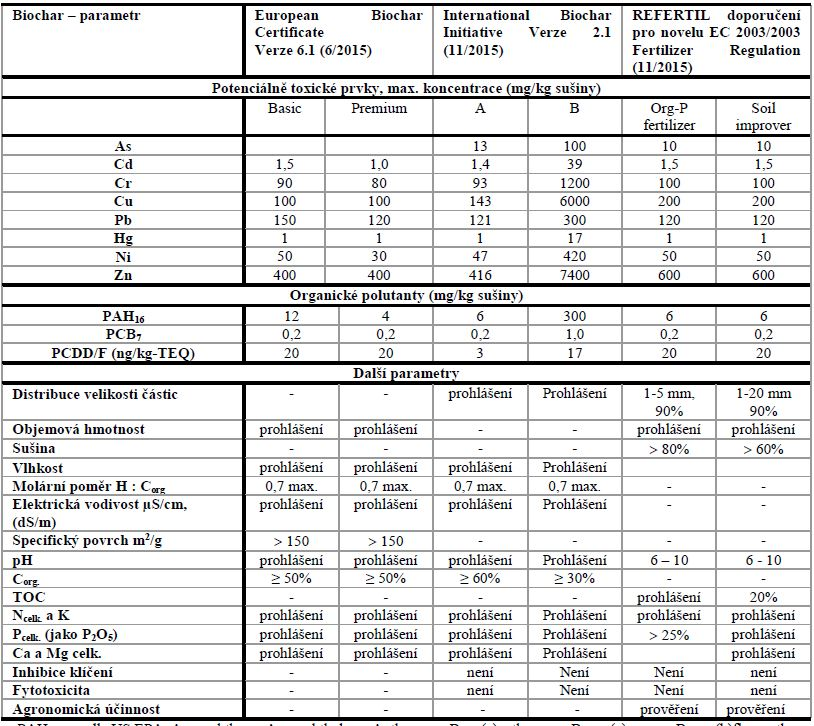 Biochar – parametr European Biochar International Biochar REFERTIL doporučení
Certificate Initiative Verze 2.1 pro novelu EC 2003/2003
Verze 6.1 (6/2015) (11/2015) Fertilizer Regulation
(11/2015)
Potenciálně toxické prvky, max. koncentrace (mg/kg sušiny)
Basic Premium A B Org-P Soil
fertilizer improver
As 13 100 10 10
Cd 1,5 1,0 1,4 39 1,5 1,5
Cr 90 80 93 1200 100 100
Cu 100 100 143 6000 200 200
Pb 150 120 121 300 120 120
Hg 1 1 1 17 1 1
Ni 50 30 47 420 50 50
Zn 400 400 416 7400 600 600
Organické polutanty (mg/kg sušiny)
PAH16 12 4 6 300 6 6
PCB7 0,2 0,2 0,2 1,0 0,2 0,2
PCDD/F (ng/kg-TEQ) 20 20 3 17 20 20
Další parametry
Distribuce velikosti částic - - prohlášení Prohlášení 1-5 mm, 1-20 mm
90% 90%
Objemová hmotnost prohlášení prohlášení - - prohlášení prohlášení
Sušina - - - - > 80% > 60%
Vlhkost prohlášení prohlášení prohlášení Prohlášení
Molární poměr H : Corg 0,7 max. 0,7 max. 0,7 max. 0,7 max. - -
Elektrická vodivost µS/cm, prohlášení prohlášení prohlášení Prohlášení - -
(dS/m)
Specifický povrch m2/g > 150 > 150 - - - -
pH prohlášení prohlášení prohlášení Prohlášení 6 – 10 6 - 10
Corg. ≥ 50% ≥ 50% ≥ 60% ≥ 30% - -
TOC - - - - prohlášení 20%
Ncelk. a K prohlášení prohlášení prohlášení Prohlášení prohlášení prohlášení
Pcelk. (jako P2O5) prohlášení prohlášení prohlášení Prohlášení > 25% prohlášení
Ca a Mg celk. prohlášení prohlášení prohlášení Prohlášení prohlášení
Inhibice klíčení - - není Není Není není
Fytotoxicita - - není Není Není není
Agronomická účinnost - - - - prověření prověření